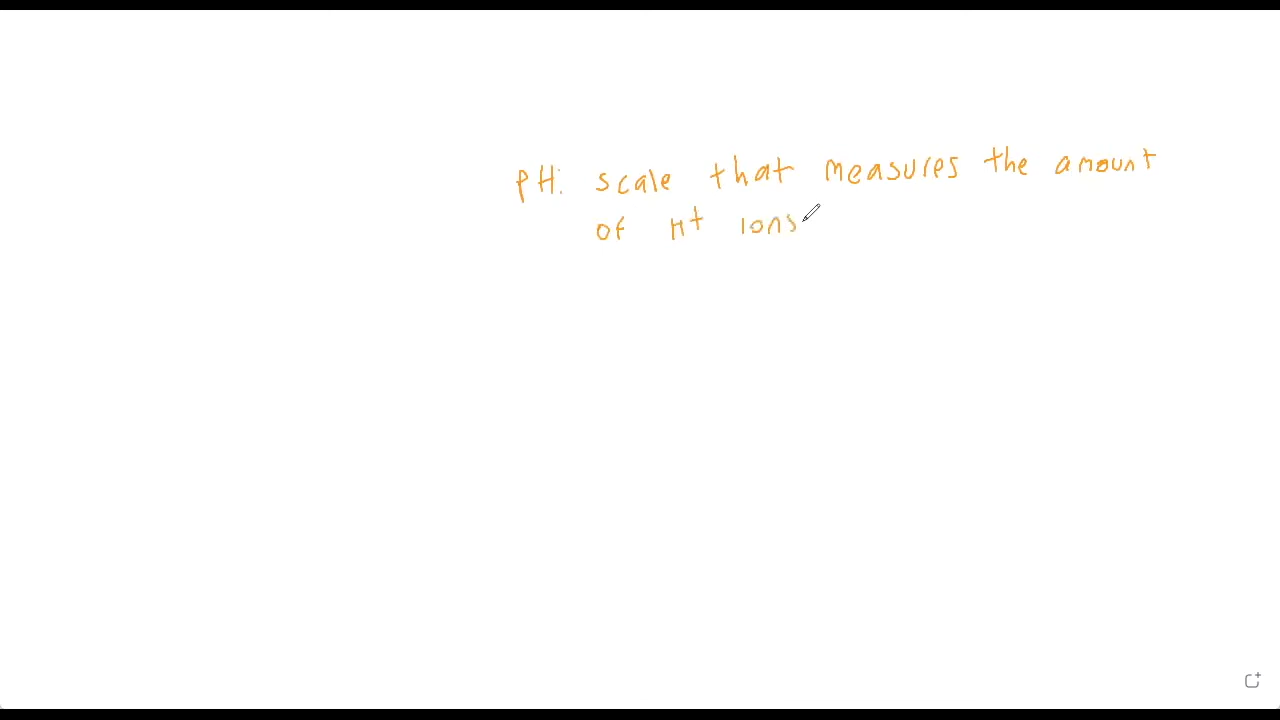 pH: scale that measures the amount
of H+ ions